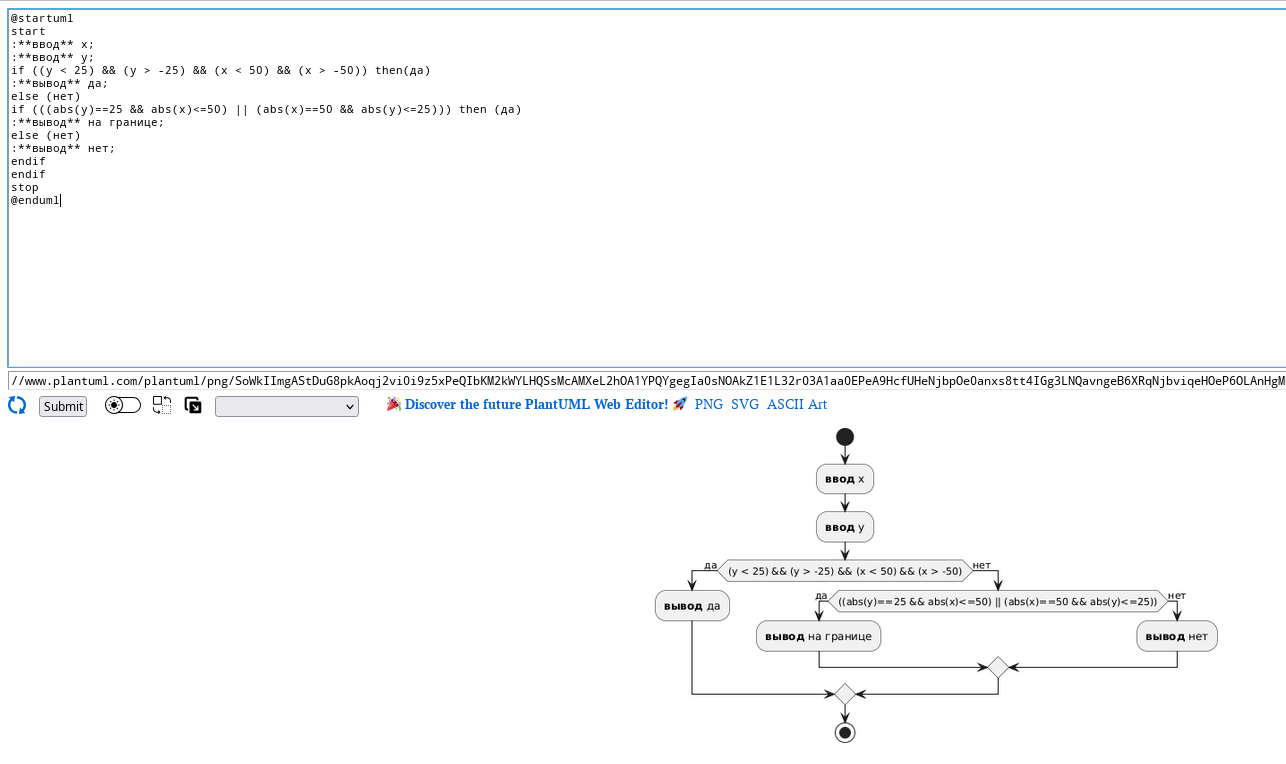 @startuml
start
:**ввод** x;
:**ввод** y;
if ((y < 25) && (y > -25) && (x < 50) && (x > -50)) then(да)
:**вывод** да;
else (нет)
if (((abs(y)==25 && abs(x)<=50) || (abs(x)==50 && abs(y)<=25))) then (да)
:**вывод** на границе;
else (нет)
:**вывод** нет;
endif
endif
stop
@enduml
//www.plantuml.com/plantuml/png/SoWkIImgAStDuG8pkAoqj2vi0i9z5xPeQIbKM2kWYLHQSsMcAMXeL2hOA1YPQYgegIa0sNOAkZ1E1L32rO3A1aa0EPeA9HcfUHeNjbpOe0anxs8tt4IGg3LNQavngeB6XRqNjbviqeHOeP6OLAnHgM
Submit
Discover the future PlantUML Web Editor! PNG SVG ASCII Art
ввод x
ввод y
да (y < 25) && (y > -25) && (x < 50) && (x > -50) нет
вывод да
да ((abs(y)==25 && abs(x)<=50) || (abs(x)==50 && abs(y)<=25)) нет
вывод на границе
вывод нет